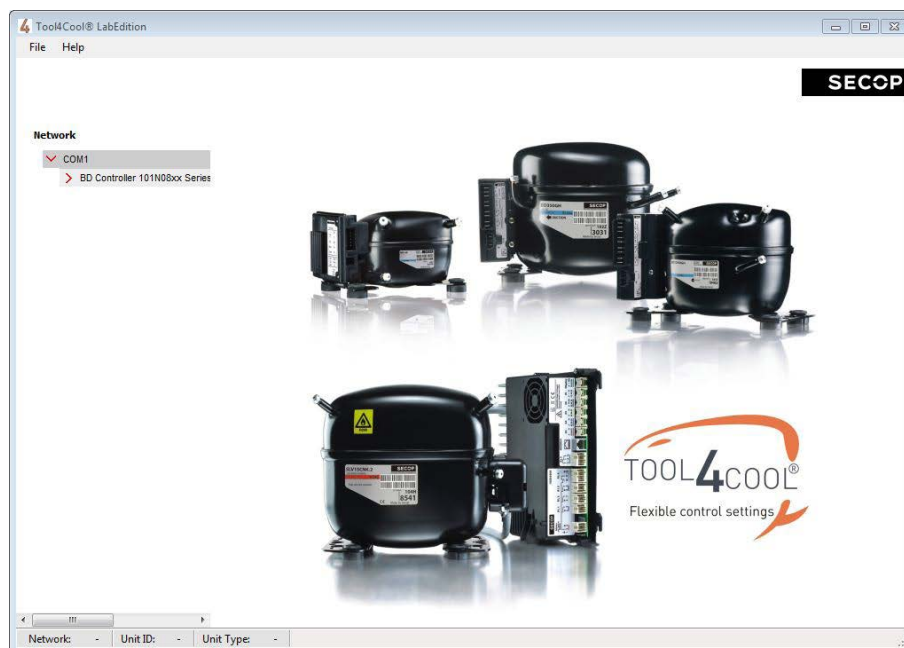 Tool4Cool® LabEdition
File Help
SECOP
Network
COM1
BD Controller 101N08xx Series
SECOP
3031
SECOP
8541
TOOL4COOL®
Flexible control settings
Network: - Unit ID: - Unit Type: -